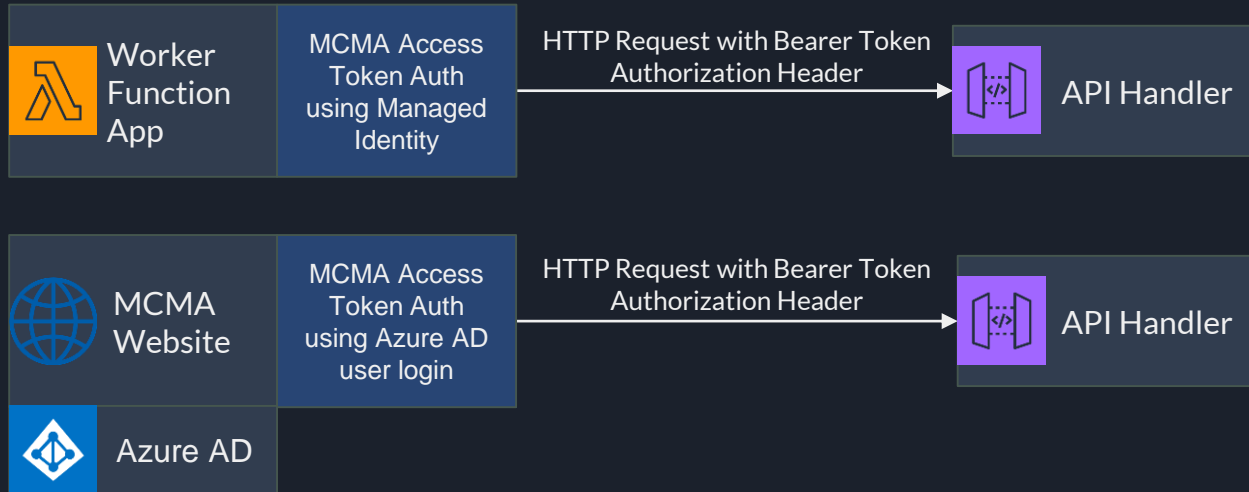 Worker
Function
App
MCMA Access
Token Auth
using Managed
Identity
HTTP Request with Bearer Token
Authorization Header
</>
API Handler
MCMA
Website
MCMA Access
Token Auth
using Azure AD
user login
HTTP Request with Bearer Token
Authorization Header
</>
API Handler
Azure AD